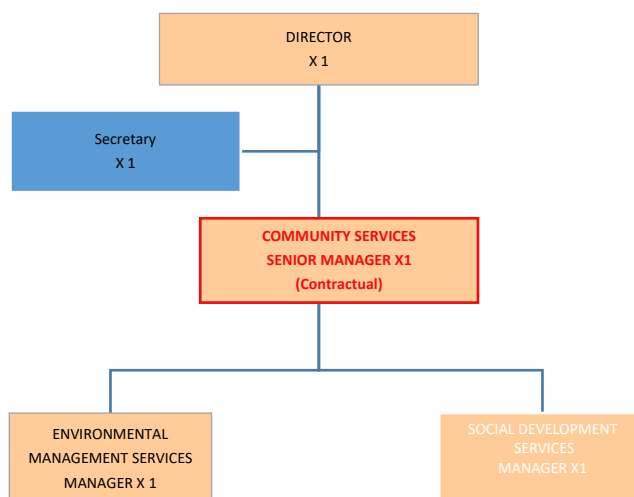 DIRECTOR
X 1
Secretary
X 1
COMMUNITY SERVICES
SENIOR MANAGER X1
(Contractual)
ENVIRONMENTAL
MANAGEMENT SERVICES
MANAGER X 1
SOCIAL DEVELOPMENT
SERVICES
MANAGER X1